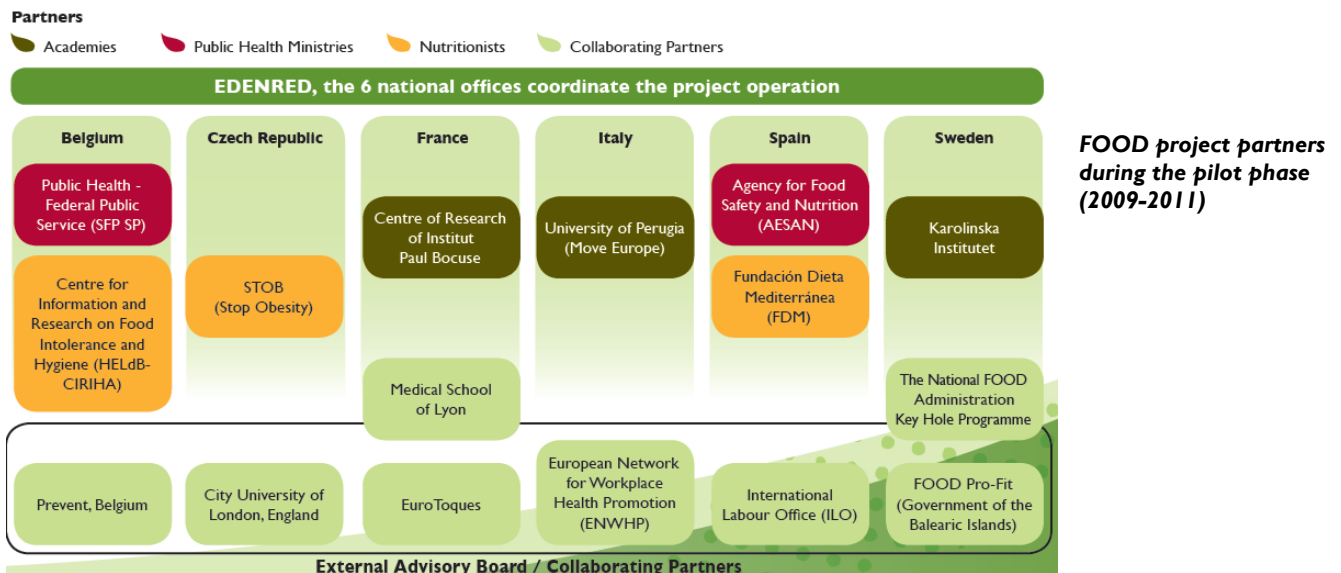 Partners
Academies
Public Health Ministries
Nutritionists
Collaborating Partners
EDENRED, the 6 national offices coordinate the project operation
Belgium
Public Health -
Federal Public
Service (SFP SP)
Centre for
Information and
Research on Food
Intolerance and
Hygiene (HELdB-
CIRIHA)
Czech Republic
STOB
(Stop Obesity)
France
Centre of Research
of Institut
Paul Bocuse
Medical School
of Lyon
Italy
University of Perugia
(Move Europe)
Spain
Agency for Food
Safety and Nutrition
(AESAN)
Fundación Dieta
Mediterránea
(FDM)
Sweden
Karolinska
Institutet
The National FOOD
Administration
Key Hole Programme
Prevent, Belgium
City University of
London, England
EuroToques
European Network
for Workplace
Health Promotion
(ENWHP)
International
Labour Office (ILO)
FOOD Pro-Fit
(Government of the
Balearic Islands)
External Advisory Board / Collaborating Partners
FOOD project partners
during the pilot phase
(2009-2011)